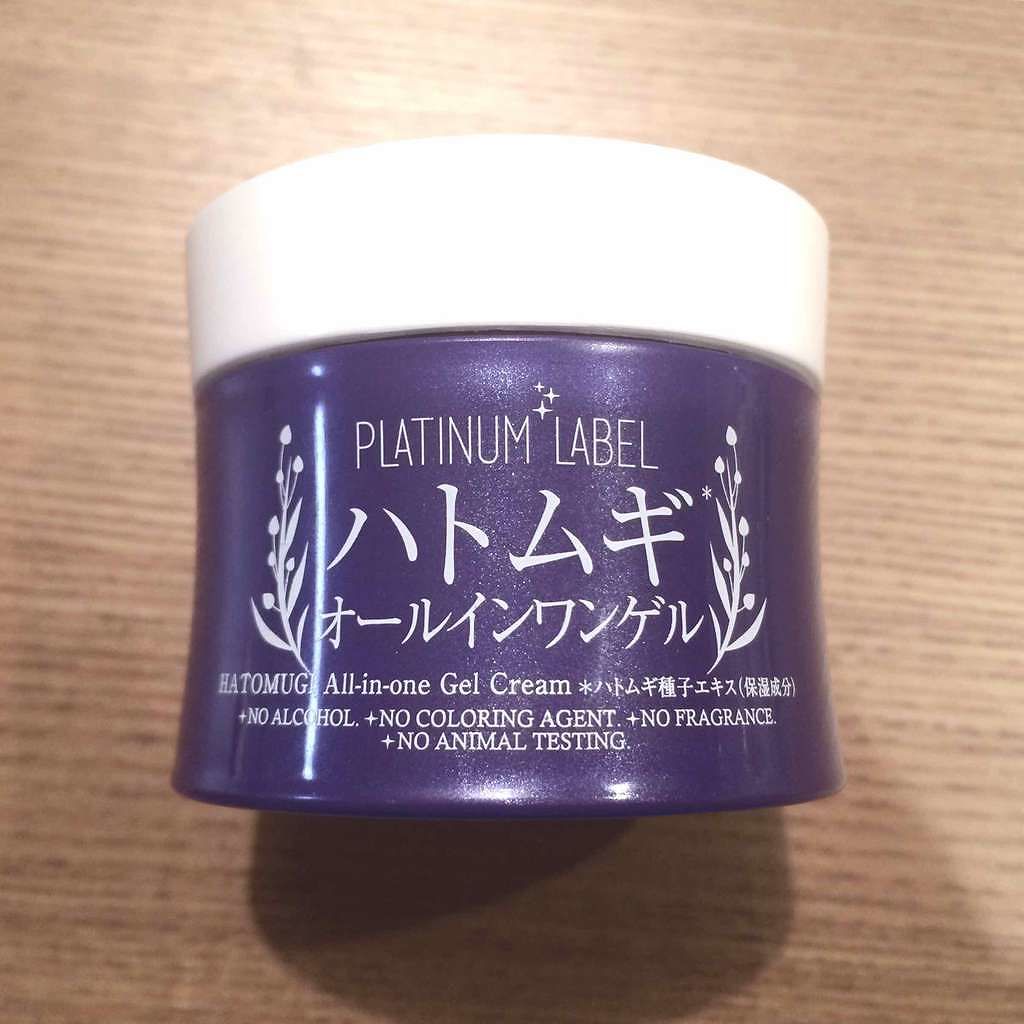 PLATINUM LABEL
ハトムギ*
オールインワンゲル
HATOMUGI All-in-one Gel Cream *ハトムギ種子エキス(保湿成分)
+NO ALCOHOL. +NO COLORING AGENT. +NO FRAGRANCE.
+NO ANIMAL TESTING.